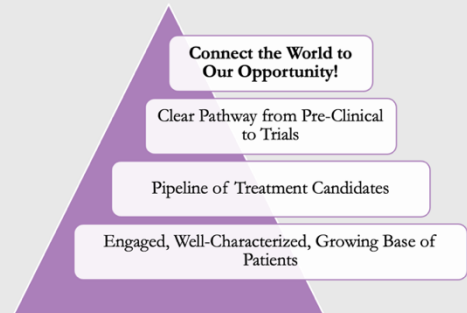 Connect the World to
Our Opportunity!
Clear Pathway from Pre-Clinical
to Trials
Pipeline of Treatment Candidates
Engaged, Well-Characterized, Growing Base of
Patients